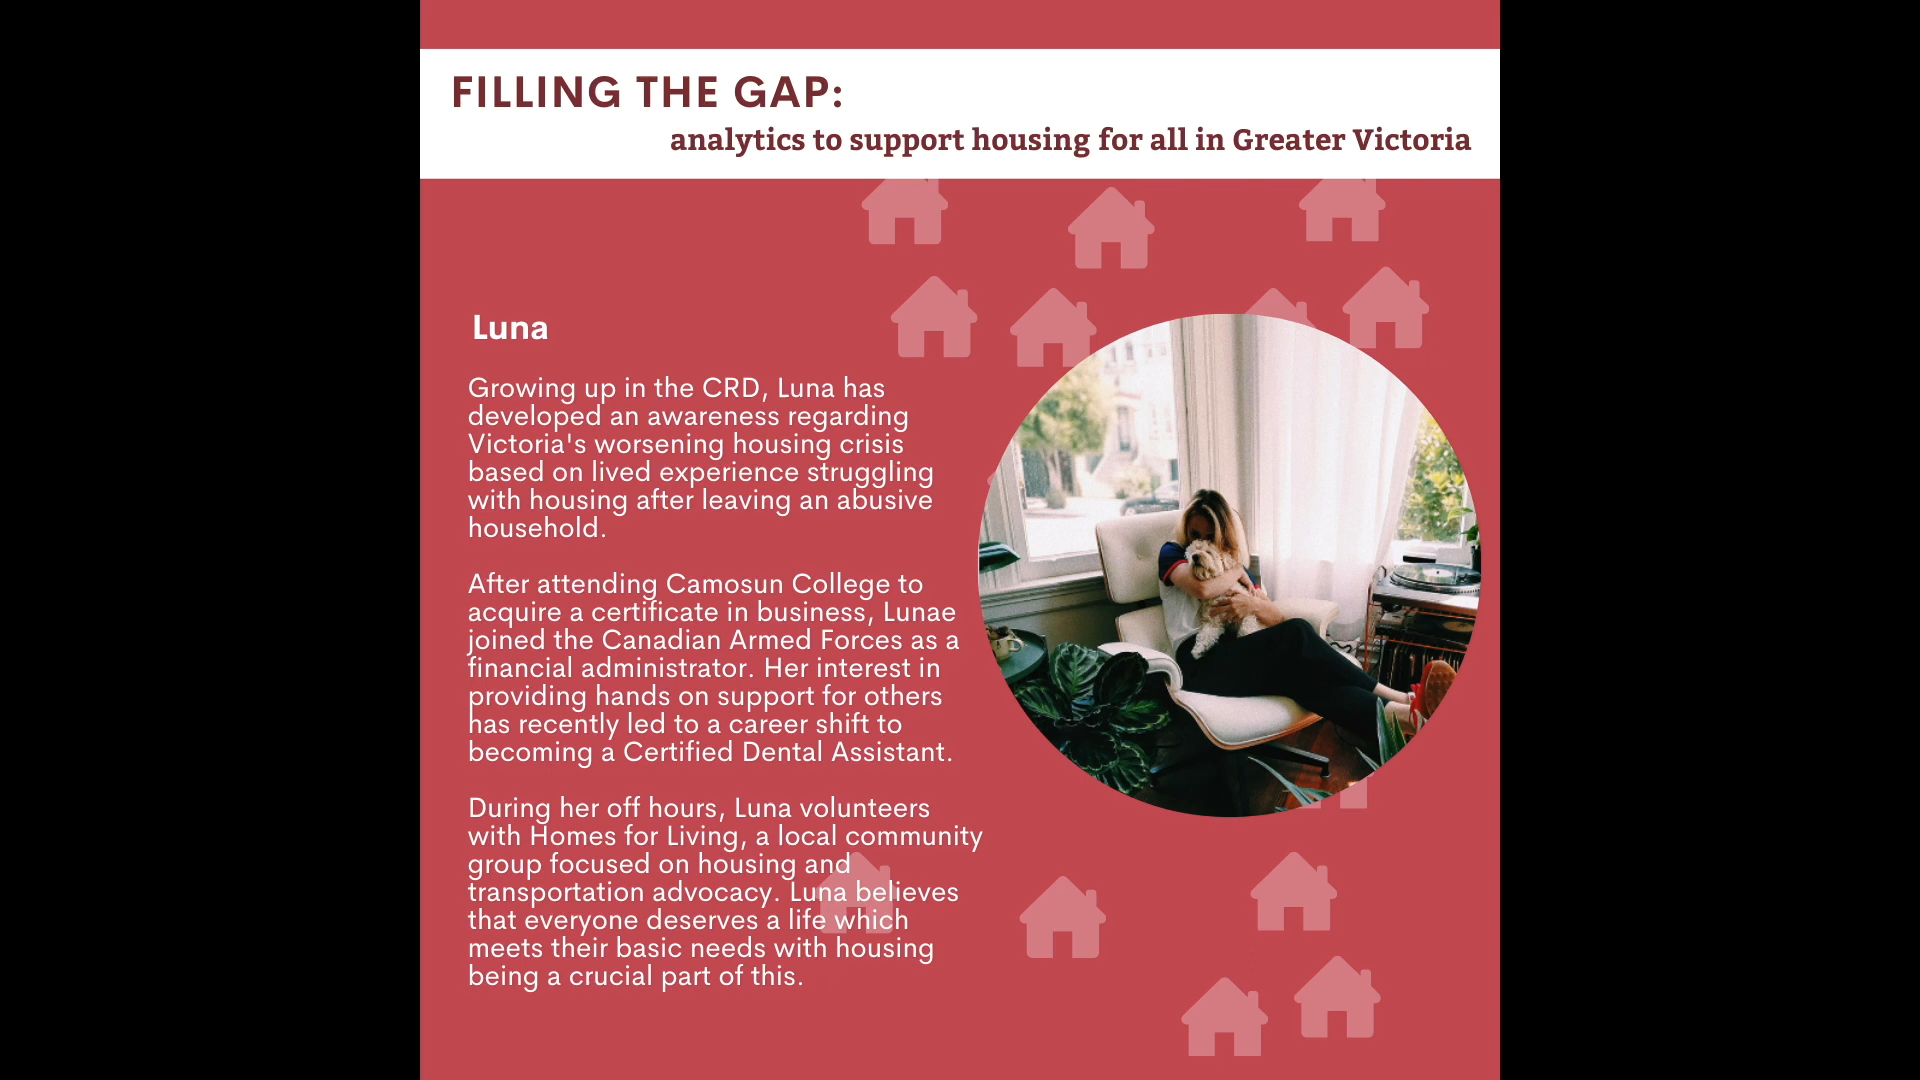 FILLING THE GAP:
analytics to support housing for all in Greater Victoria
Luna
Growing up in the CRD, Luna has
developed an awareness regarding
Victoria's worsening housing crisis
based on lived experience struggling
with housing after leaving an abusive
household.
After attending Camosun College to
acquire a certificate in business, Lunae
joined the Canadian Armed Forces as a
financial administrator. Her interest in
providing hands on support for others
has recently led to a career shift to
becoming a Certified Dental Assistant.
During her off hours, Luna volunteers
with Homes for Living, a local community
group focused on housing and
transportation advocacy. Luna believes
that everyone deserves a life which
meets their basic needs with housing
being a crucial part of this.